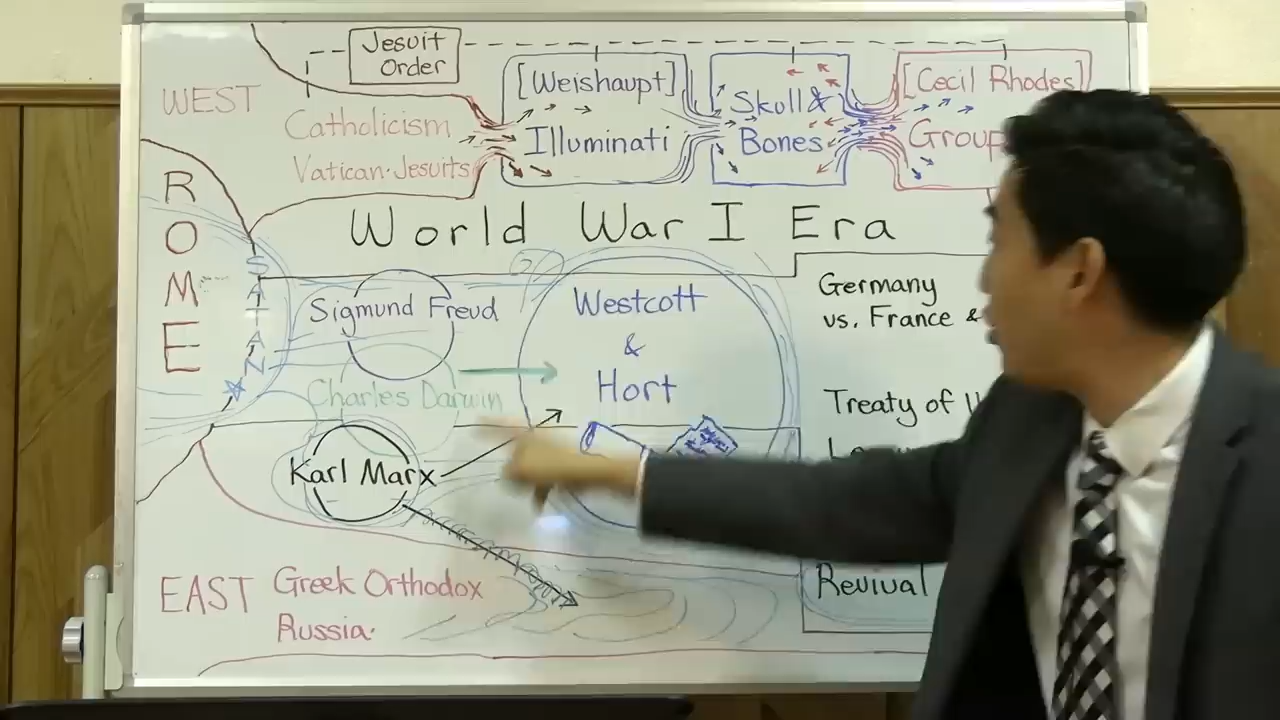 Jesuit
Order
WEST
Catholicism
Vatican·Jesuits
[Weishaupt]
Illuminati
Skull &
Bones
[Cecil Rhodes]
Group
ROME
World War I Era
SATAN
Sigmund Freud
Charles Darwin
Karl Marx
Westcott
&
Hort
Germany
vs. France &
Treaty of
Revival
EAST Greek Orthodox
Russia·